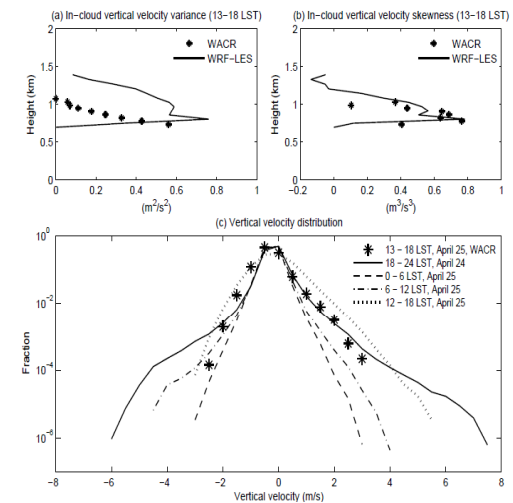 (a) In-cloud vertical velocity variance (13-18 LST)
2
1.5
1
0.5
0
Height (km)
WACR
WRF-LES
0 0.2 0.4 0.6 0.8 1
(m²/s²)
(b) In-cloud vertical velocity skewness (13-18 LST)
2
1.5
1
0.5
0
Height (km)
WACR
WRF-LES
-0.2 0 0.2 0.4 0.6 0.8 1
(m³/s³)
(c) Vertical velocity distribution
10⁰
10⁻²
10⁻⁴
10⁻⁶
Fraction
13 - 18 LST, April 25, WACR
18 - 24 LST, April 24
0 - 6 LST, April 25
6 - 12 LST, April 25
12 - 18 LST, April 25
-8 -6 -4 -2 0 2 4 6 8
Vertical velocity (m/s)